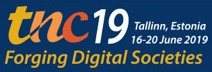 tnc19
Tallinn, Estonia
16-20 June 2019
Forging Digital Societies